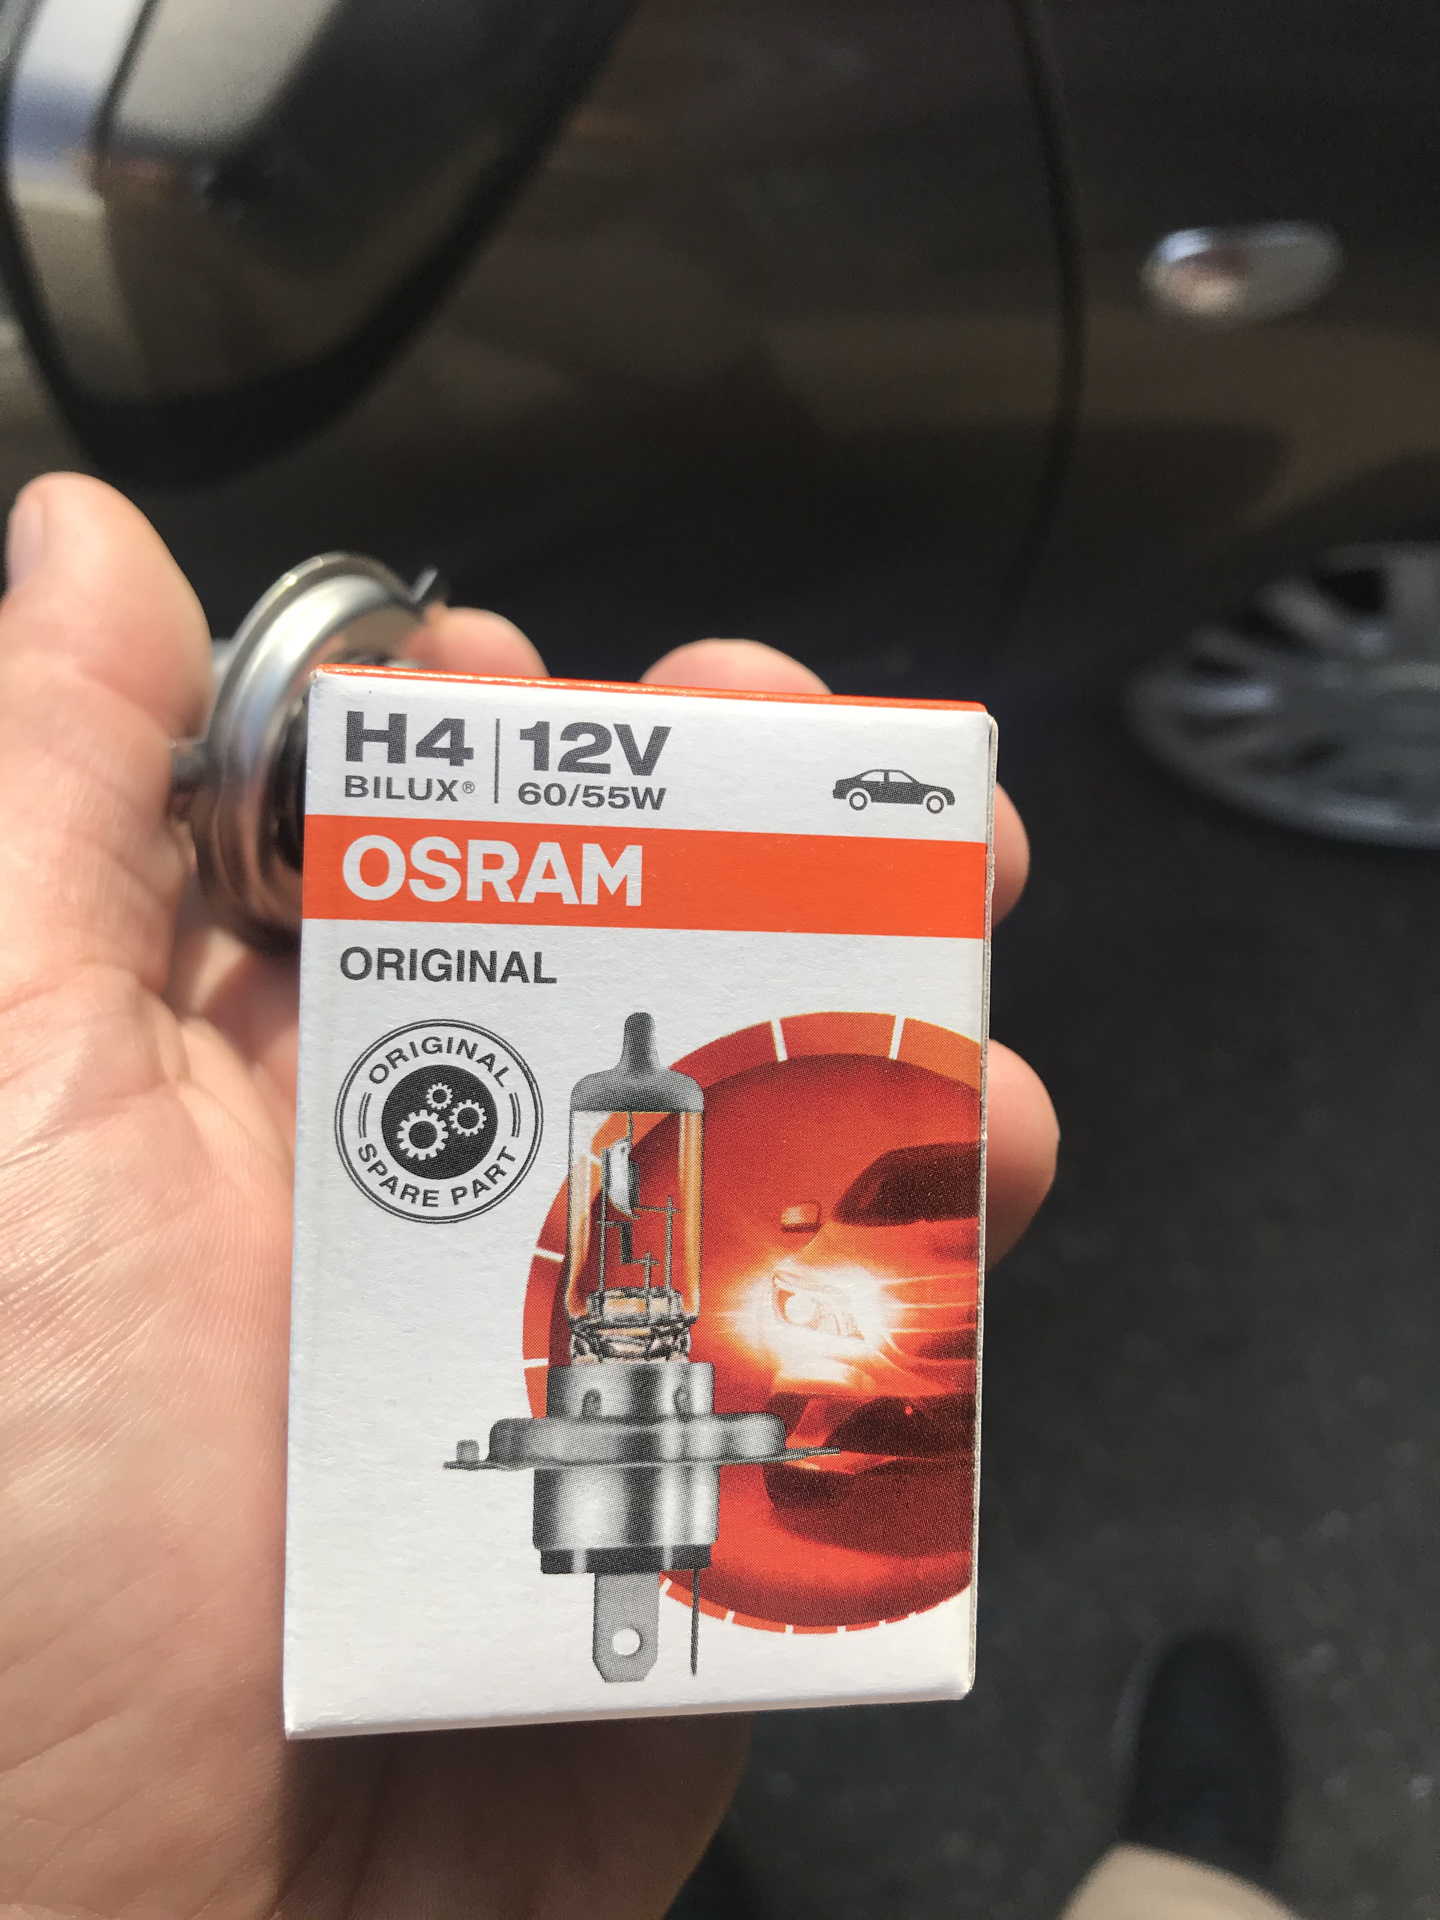 H4 12V
BILUX® 60/55W
OSRAM
ORIGINAL
ORIGINAL
SPARE PART